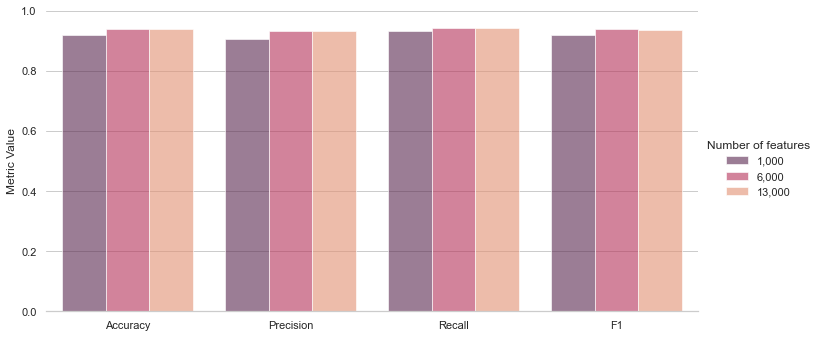 1.0
0.8
0.6
0.4
0.2
0.0
Metric Value
Accuracy
Precision
Recall
F1
Number of features
1,000
6,000
13,000